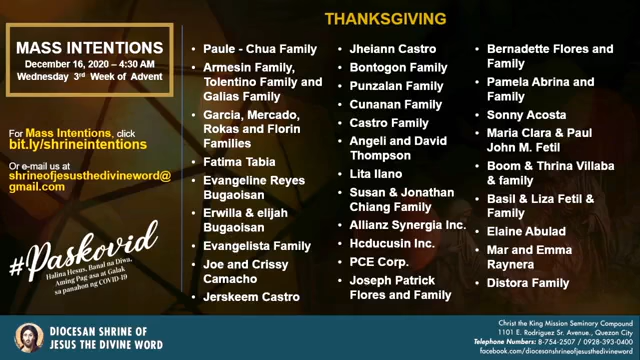 THANKSGIVING
MASS INTENTIONS
December 16, 2020 – 4:30 AM
Wednesday 3rd Week of Advent
For Mass Intentions, click
bit.ly/shrineintentions
Or e-mail us at
shrineofjesusthedivineword@
gmail.com
#Paskovid
Halina Hesus, Banal na Diwa,
Aming Pag-asa at Galak
sa panahon ng COVID-19
• Paule - Chua Family
• Armesin Family,
Tolentino Family and
Gallas Family
• Garcia, Mercado,
Rokas and Florin
Families
• Fatima Tabia
• Evangeline Reyes
Bugaoisan
• Erwilla & elijah
Bugaoisan
• Evangelista Family
• Joe and Crissy
Camacho
• Jerskeem Castro
• Jheiann Castro
• Bontogon Family
• Punzalan Family
• Cunanan Family
• Castro Family
• Angeli and David
Thompson
• Lita Ilano
• Susan & Jonathan
Chiang Family
• Allianz Synergia Inc.
• Hcducusin Inc.
• PCE Corp.
• Joseph Patrick
Flores and Family
• Bernadette Flores and
Family
• Pamela Abrina and
Family
• Sonny Acosta
• Maria Clara & Paul
John M. Fetil
• Boom & Thrina Villaba
& family
• Basil & Liza Fetil &
Family
• Elaine Abulad
• Mar and Emma
Raynera
• Distora Family
DIOCESAN SHRINE OF
JESUS THE DIVINE WORD
Christ the King Mission Seminary Compound
1101 E. Rodriguez Sr. Avenue., Quezon City
Telephone Numbers: 8-754-2507 / 0928-393-0400
facebook.com/diocesanshrineofjesusthedivineword